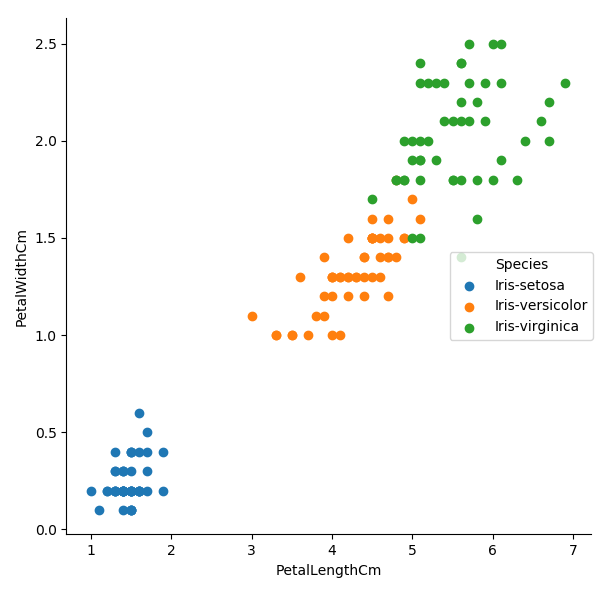 2.5
2.0
1.5
1.0
0.5
0.0
PetalWidthCm
Species
Iris-setosa
Iris-versicolor
Iris-virginica
1 2 3 4 5 6 7
PetalLengthCm